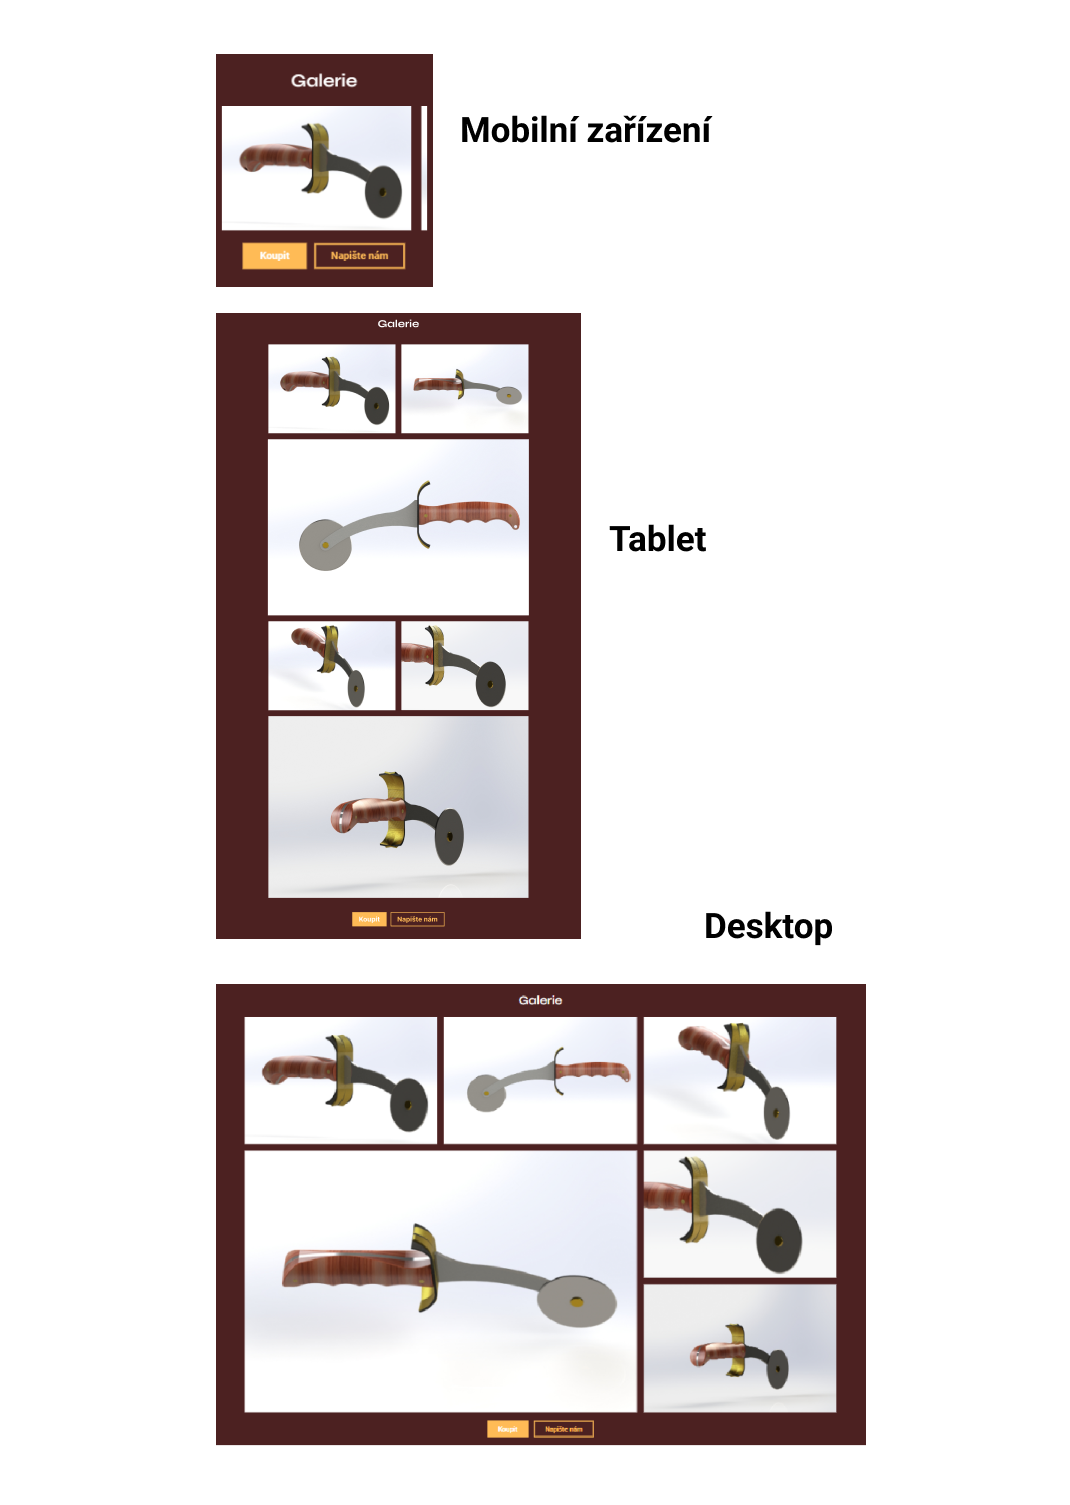 Galerie
Mobilní zařízení
Koupit
Napište nám
Galerie
Tablet
Koupit
Napište nám
Desktop
Galerie
Koupit
Napište nám